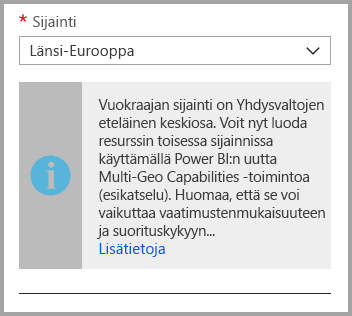 * Sijainti
Länsi-Eurooppa
Vuokraajan sijainti on Yhdysvaltojen
eteläinen keskiosa. Voit nyt luoda
resurssin toisessa sijainnissa
käyttämällä Power BI:n uutta
Multi-Geo Capabilities -toimintoa
(esikatselu). Huomaa, että se voi
vaikuttaa vaatimustenmukaisuuteen
ja suorituskykyyn...
Lisätietoja